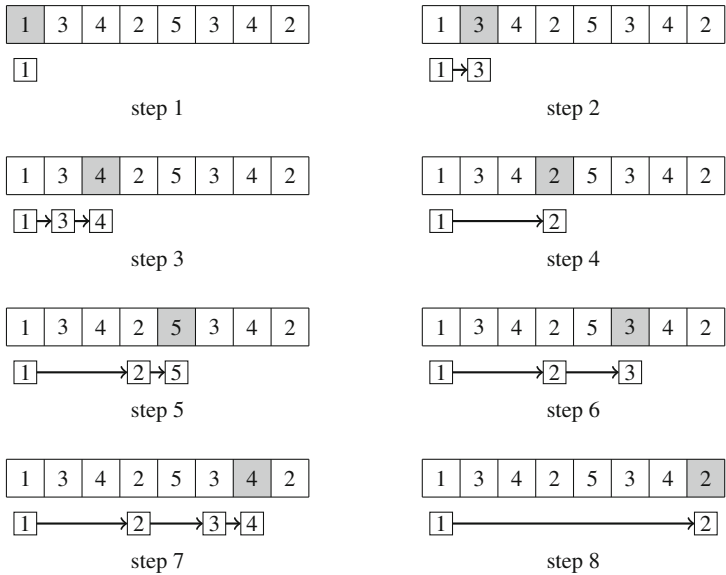 1 3 4 2 5 3 4 2
1
step 1
1 3 4 2 5 3 4 2
1 3
step 2
1 3 4 2 5 3 4 2
1 3 4
step 3
1 3 4 2 5 3 4 2
1 2
step 4
1 3 4 2 5 3 4 2
1 2 5
step 5
1 3 4 2 5 3 4 2
1 2 3
step 6
1 3 4 2 5 3 4 2
1 2 3 4
step 7
1 3 4 2 5 3 4 2
1 2
step 8